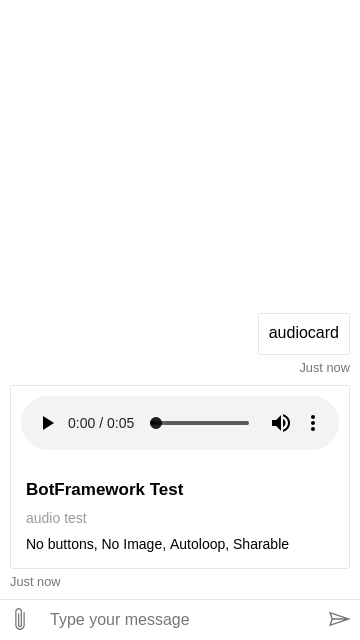 audiocard
Just now
0:00 / 0:05
BotFramework Test
audio test
No buttons, No Image, Autoloop, Sharable
Just now
Type your message